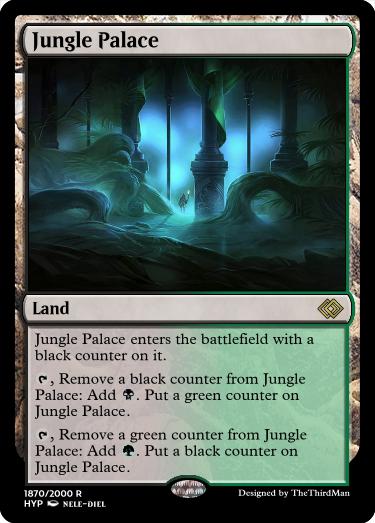 Jungle Palace
Land
Jungle Palace enters the battlefield with a
black counter on it.
, Remove a black counter from Jungle
Palace: Add . Put a green counter on
Jungle Palace.
, Remove a green counter from Jungle
Palace: Add . Put a black counter on
Jungle Palace.
1870/2000 R
HYP NELE-DIEL
Designed by TheThirdMan